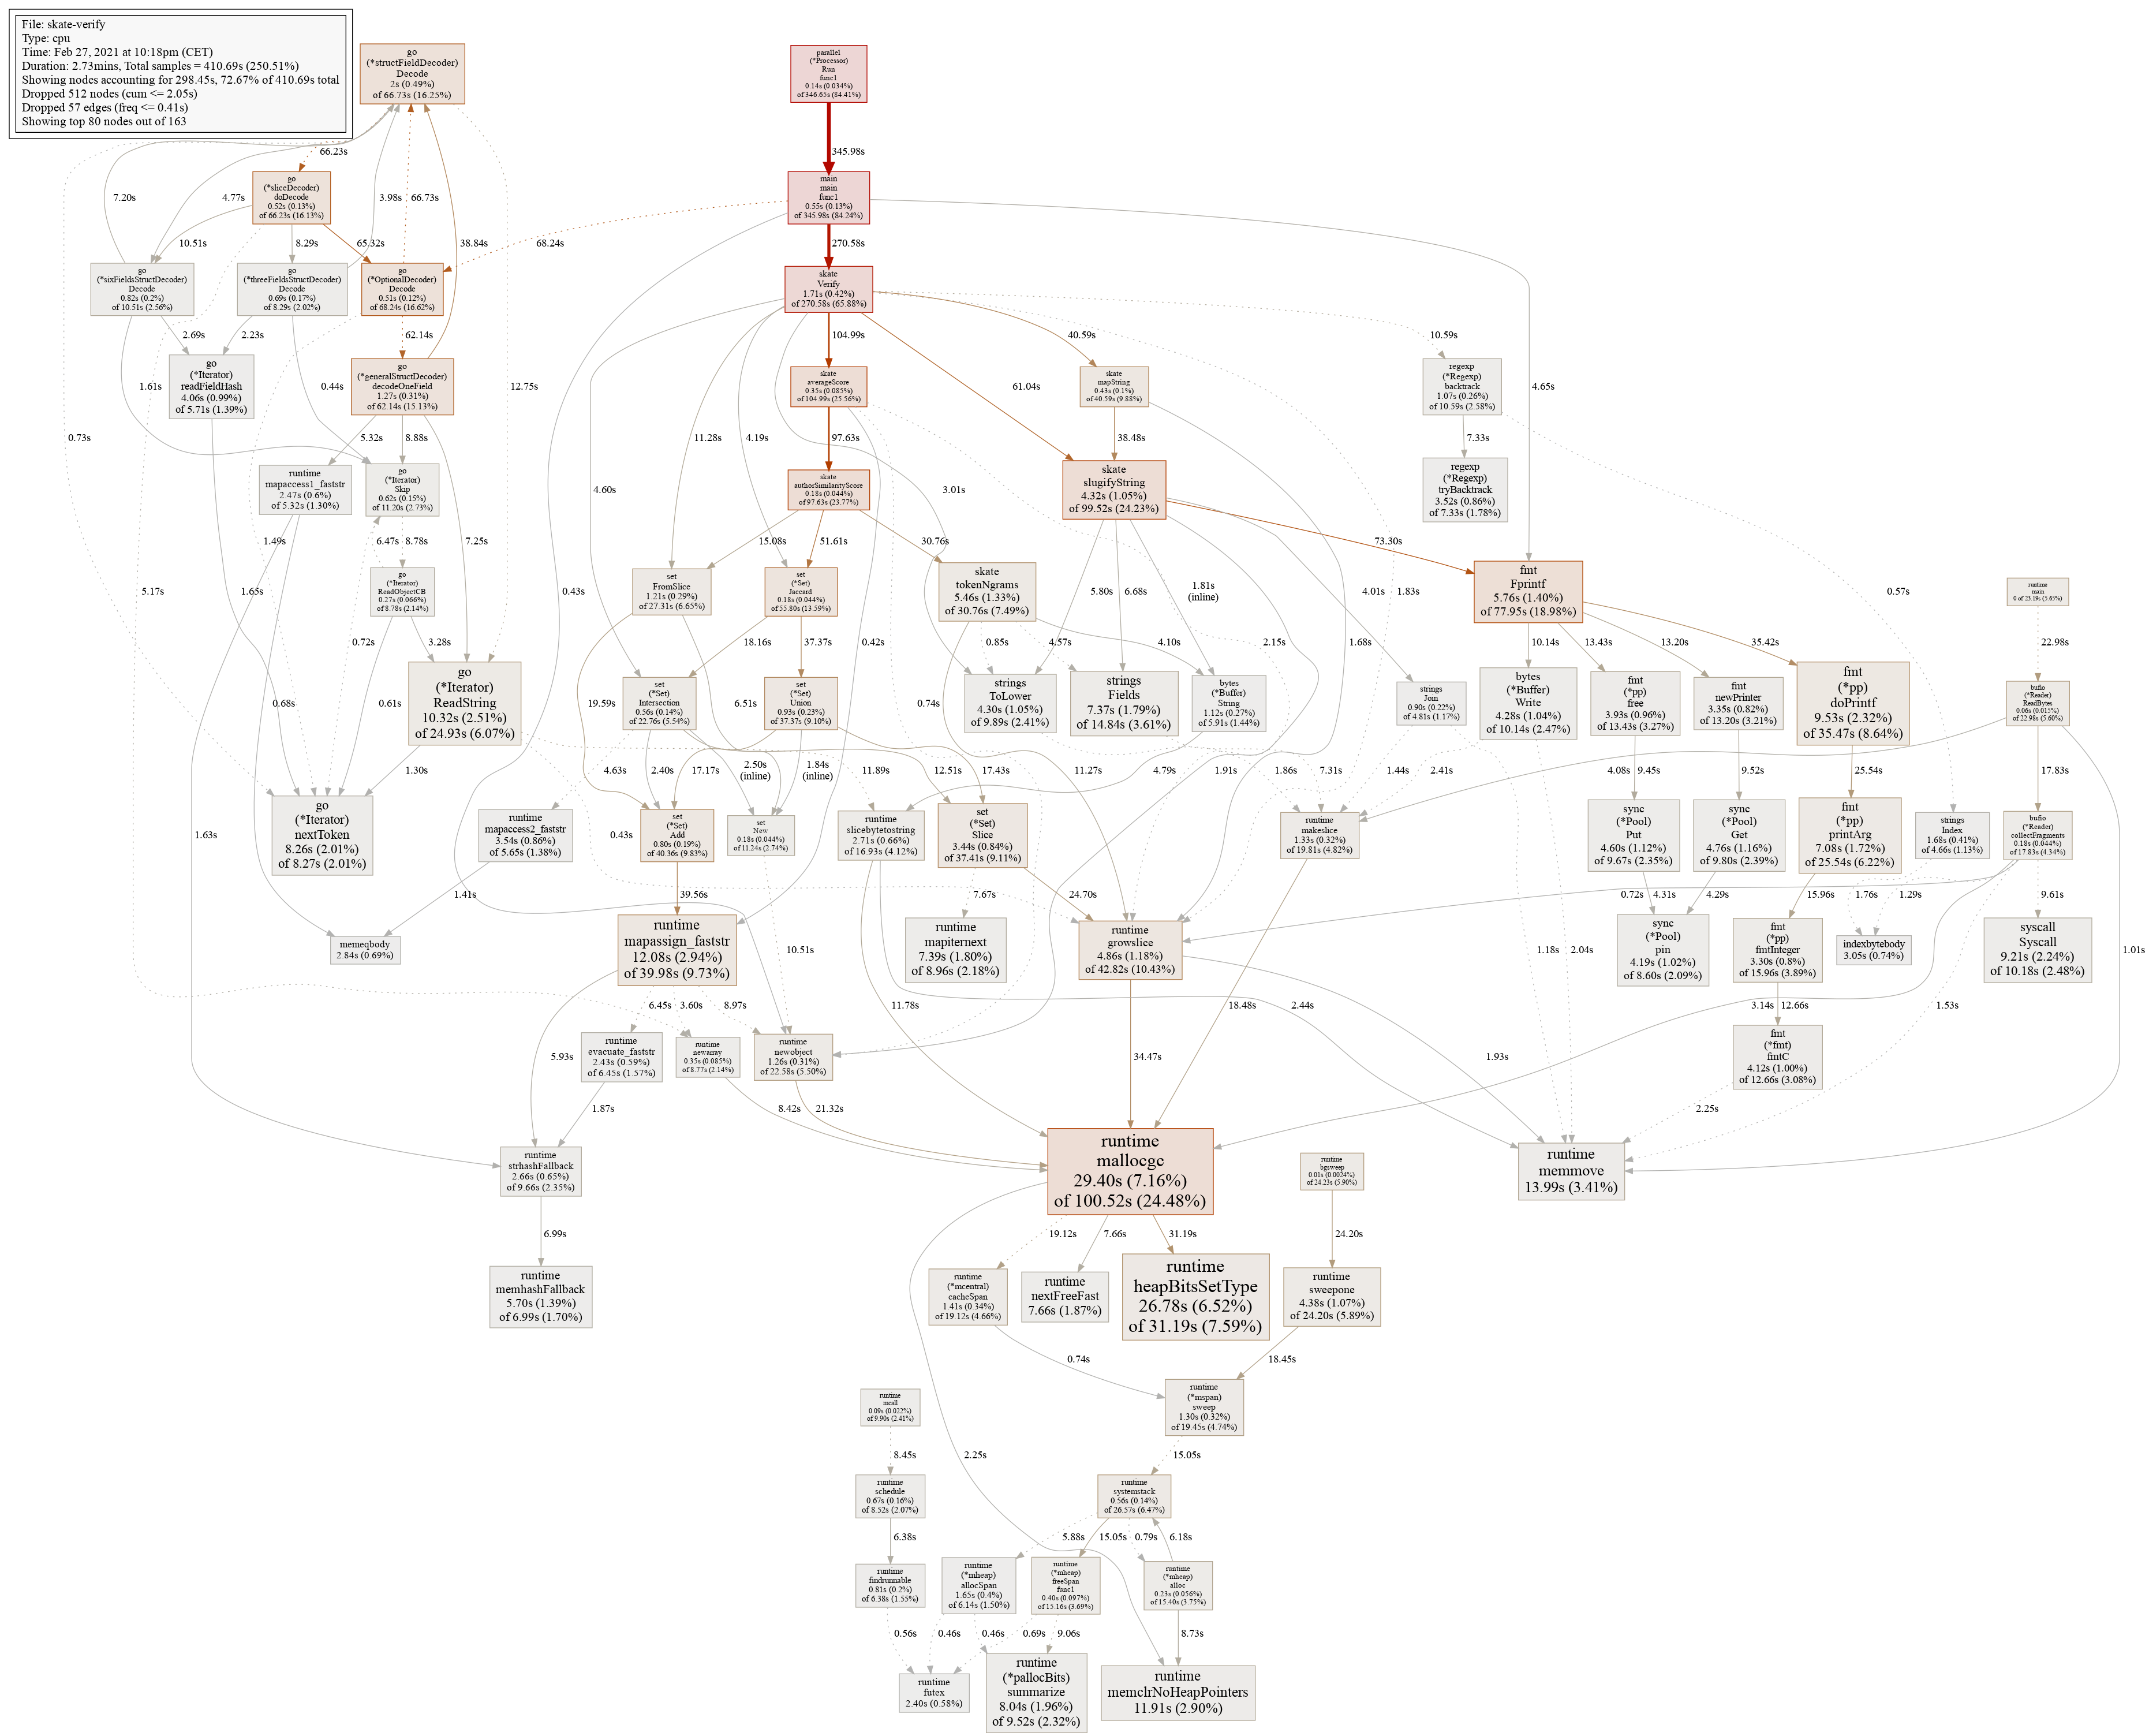 File: skate-verify
Type: cpu
Time: Feb 27, 2021 at 10:18pm (CET)
Duration: 2.73mins, Total samples = 410.69s (250.51%)
Showing nodes accounting for 298.45s, 72.67% of 410.69s total
Dropped 512 nodes (cum <= 2.05s)
Dropped 57 edges (freq <= 0.41s)
Showing top 80 nodes out of 163
go
(*structFieldDecoder)
Decode
2s (0.49%)
of 66.73s (16.25%)
parallel
(*Processor)
Run
func1
0.14s (0.034%)
of 346.65s (84.41%)
66.23s
345.98s
go
(*sliceDecoder)
doDecode
0.52s (0.13%)
of 66.23s (16.13%)
main
main
func1
0.55s (0.13%)
of 345.98s (84.24%)
7.20s
4.77s
66.73s
3.98s
10.51s
8.29s
65.32s
38.84s
68.24s
270.58s
go
(*sixFieldsStructDecoder)
Decode
0.82s (0.2%)
of 10.51s (2.56%)
go
(*threeFieldsStructDecoder)
Decode
0.69s (0.17%)
of 8.29s (2.02%)
go
(*OptionalDecoder)
Decode
0.51s (0.12%)
of 68.24s (16.62%)
skate
Verify
1.71s (0.42%)
of 270.58s (65.88%)
2.69s
2.23s
62.14s
104.99s
40.59s
10.59s
go
(*Iterator)
readFieldHash
4.06s (0.99%)
of 5.71s (1.39%)
go
(*generalStructDecoder)
decodeOneField
1.27s (0.31%)
of 62.14s (15.13%)
skate
averageScore
0.35s (0.085%)
of 104.99s (25.56%)
skate
mapString
0.43s (0.1%)
of 40.59s (9.88%)
regexp
(*Regexp)
backtrack
1.07s (0.26%)
of 10.59s (2.58%)
1.61s
0.44s
12.75s
61.04s
4.65s
0.73s
5.32s
8.88s
11.28s
4.19s
97.63s
38.48s
7.33s
runtime
mapaccess1_faststr
2.47s (0.6%)
of 5.32s (1.30%)
go
(*Iterator)
Skip
0.62s (0.15%)
of 11.20s (2.73%)
skate
authorSimilarityScore
0.18s (0.044%)
of 97.63s (23.77%)
skate
slugifyString
4.32s (1.05%)
of 99.52s (24.23%)
regexp
(*Regexp)
tryBacktrack
3.52s (0.86%)
of 7.33s (1.78%)
4.60s
3.01s
1.49s
6.47s
8.78s
7.25s
15.08s
51.61s
30.76s
73.30s
go
(*Iterator)
ReadObjectCB
0.27s (0.066%)
of 8.78s (2.14%)
set
FromSlice
1.21s (0.29%)
of 27.31s (6.65%)
set
(*Set)
Jaccard
0.18s (0.044%)
of 55.80s (13.59%)
skate
tokenNgrams
5.46s (1.33%)
of 30.76s (7.49%)
fmt
Fprintf
5.76s (1.40%)
of 77.95s (18.98%)
runtime
main
0 of 23.19s (5.65%)
5.17s
1.65s
0.43s
5.80s
6.68s
1.81s
(inline)
4.01s
1.83s
0.57s
0.72s
3.28s
18.16s
37.37s
0.42s
0.85s
4.57s
4.10s
2.15s
1.68s
10.14s
13.43s
13.20s
35.42s
22.98s
go
(*Iterator)
ReadString
10.32s (2.51%)
of 24.93s (6.07%)
set
(*Set)
Intersection
0.56s (0.14%)
of 22.76s (5.54%)
set
(*Set)
Union
0.93s (0.23%)
of 37.37s (9.10%)
strings
ToLower
4.30s (1.05%)
of 9.89s (2.41%)
strings
Fields
7.37s (1.79%)
of 14.84s (3.61%)
bytes
(*Buffer)
String
1.12s (0.27%)
of 5.91s (1.44%)
strings
Join
0.90s (0.22%)
of 4.81s (1.17%)
bytes
(*Buffer)
Write
4.28s (1.04%)
of 10.14s (2.47%)
fmt
(*pp)
free
3.93s (0.96%)
of 13.43s (3.27%)
fmt
newPrinter
3.35s (0.82%)
of 13.20s (3.21%)
fmt
(*pp)
doPrintf
9.53s (2.32%)
of 35.47s (8.64%)
bufio
(*Reader)
ReadBytes
0.06s (0.015%)
of 22.98s (5.60%)
0.68s
0.61s
19.59s
6.51s
0.74s
1.30s
4.63s
2.40s
17.17s
2.50s
(inline)
1.84s
(inline)
11.89s
12.51s
17.43s
11.27s
4.79s
1.91s
1.86s
7.31s
1.44s
2.41s
9.45s
9.52s
25.54s
4.08s
17.83s
go
(*Iterator)
nextToken
8.26s (2.01%)
of 8.27s (2.01%)
runtime
mapaccess2_faststr
3.54s (0.86%)
of 5.65s (1.38%)
set
(*Set)
Add
0.80s (0.19%)
of 40.36s (9.83%)
set
New
0.18s (0.044%)
of 11.24s (2.74%)
runtime
slicebytetostring
2.71s (0.66%)
of 16.93s (4.12%)
set
(*Set)
Slice
3.44s (0.84%)
of 37.41s (9.11%)
runtime
makeslice
1.33s (0.32%)
of 19.81s (4.82%)
sync
(*Pool)
Put
4.60s (1.12%)
of 9.67s (2.35%)
sync
(*Pool)
Get
4.76s (1.16%)
of 9.80s (2.39%)
fmt
(*pp)
printArg
7.08s (1.72%)
of 25.54s (6.22%)
strings
Index
1.68s (0.41%)
of 4.66s (1.13%)
bufio
(*Reader)
collectFragments
0.18s (0.044%)
of 17.83s (4.34%)
1.63s
0.43s
1.41s
39.56s
7.67s
24.70s
4.31s
4.29s
15.96s
0.72s
1.76s
1.29s
9.61s
memeqbody
2.84s (0.69%)
runtime
mapassign_faststr
12.08s (2.94%)
of 39.98s (9.73%)
runtime
mapiternext
7.39s (1.80%)
of 8.96s (2.18%)
runtime
growslice
4.86s (1.18%)
of 42.82s (10.43%)
sync
(*Pool)
pin
4.19s (1.02%)
of 8.60s (2.09%)
fmt
(*pp)
fmtInteger
3.30s (0.8%)
of 15.96s (3.89%)
indexbytebody
3.05s (0.74%)
syscall
Syscall
9.21s (2.24%)
of 10.18s (2.48%)
10.51s
1.18s
2.04s
1.01s
6.45s
3.60s
8.97s
11.78s
18.48s
2.44s
12.66s
3.14s
1.53s
runtime
evacuate_faststr
2.43s (0.59%)
of 6.45s (1.57%)
runtime
newarray
0.35s (0.085%)
of 8.77s (2.14%)
runtime
newobject
1.26s (0.31%)
of 22.58s (5.50%)
fmt
(*fmt)
fmtC
4.12s (1.00%)
of 12.66s (3.08%)
5.93s
34.47s
1.93s
1.87s
8.42s
21.32s
2.25s
runtime
strhashFallback
2.66s (0.65%)
of 9.66s (2.35%)
runtime
mallocgc
29.40s (7.16%)
of 100.52s (24.48%)
runtime
bgsweep
0.01s (0.0024%)
of 24.23s (5.90%)
runtime
memmove
13.99s (3.41%)
6.99s
19.12s
7.66s
31.19s
24.20s
runtime
memhashFallback
5.70s (1.39%)
of 6.99s (1.70%)
runtime
(*mcentral)
cacheSpan
1.41s (0.34%)
of 19.12s (4.66%)
runtime
nextFreeFast
7.66s (1.87%)
runtime
heapBitsSetType
26.78s (6.52%)
of 31.19s (7.59%)
runtime
sweepone
4.38s (1.07%)
of 24.20s (5.89%)
0.74s
18.45s
runtime
mcall
0.09s (0.022%)
of 9.90s (2.41%)
runtime
(*mspan)
sweep
1.30s (0.32%)
of 19.45s (4.74%)
8.45s
2.25s
15.05s
runtime
schedule
0.67s (0.16%)
of 8.52s (2.07%)
runtime
systemstack
0.56s (0.14%)
of 26.57s (6.47%)
6.38s
5.88s
15.05s
0.79s
6.18s
runtime
findrunnable
0.81s (0.2%)
of 6.38s (1.55%)
runtime
(*mheap)
allocSpan
1.65s (0.4%)
of 6.14s (1.50%)
runtime
(*mheap)
freeSpan
func1
0.40s (0.097%)
of 15.16s (3.69%)
runtime
(*mheap)
alloc
0.23s (0.056%)
of 15.40s (3.75%)
0.56s
0.46s
0.46s
0.69s
9.06s
8.73s
runtime
futex
2.40s (0.58%)
runtime
(*pallocBits)
summarize
8.04s (1.96%)
of 9.52s (2.32%)
runtime
memclrNoHeapPointers
11.91s (2.90%)